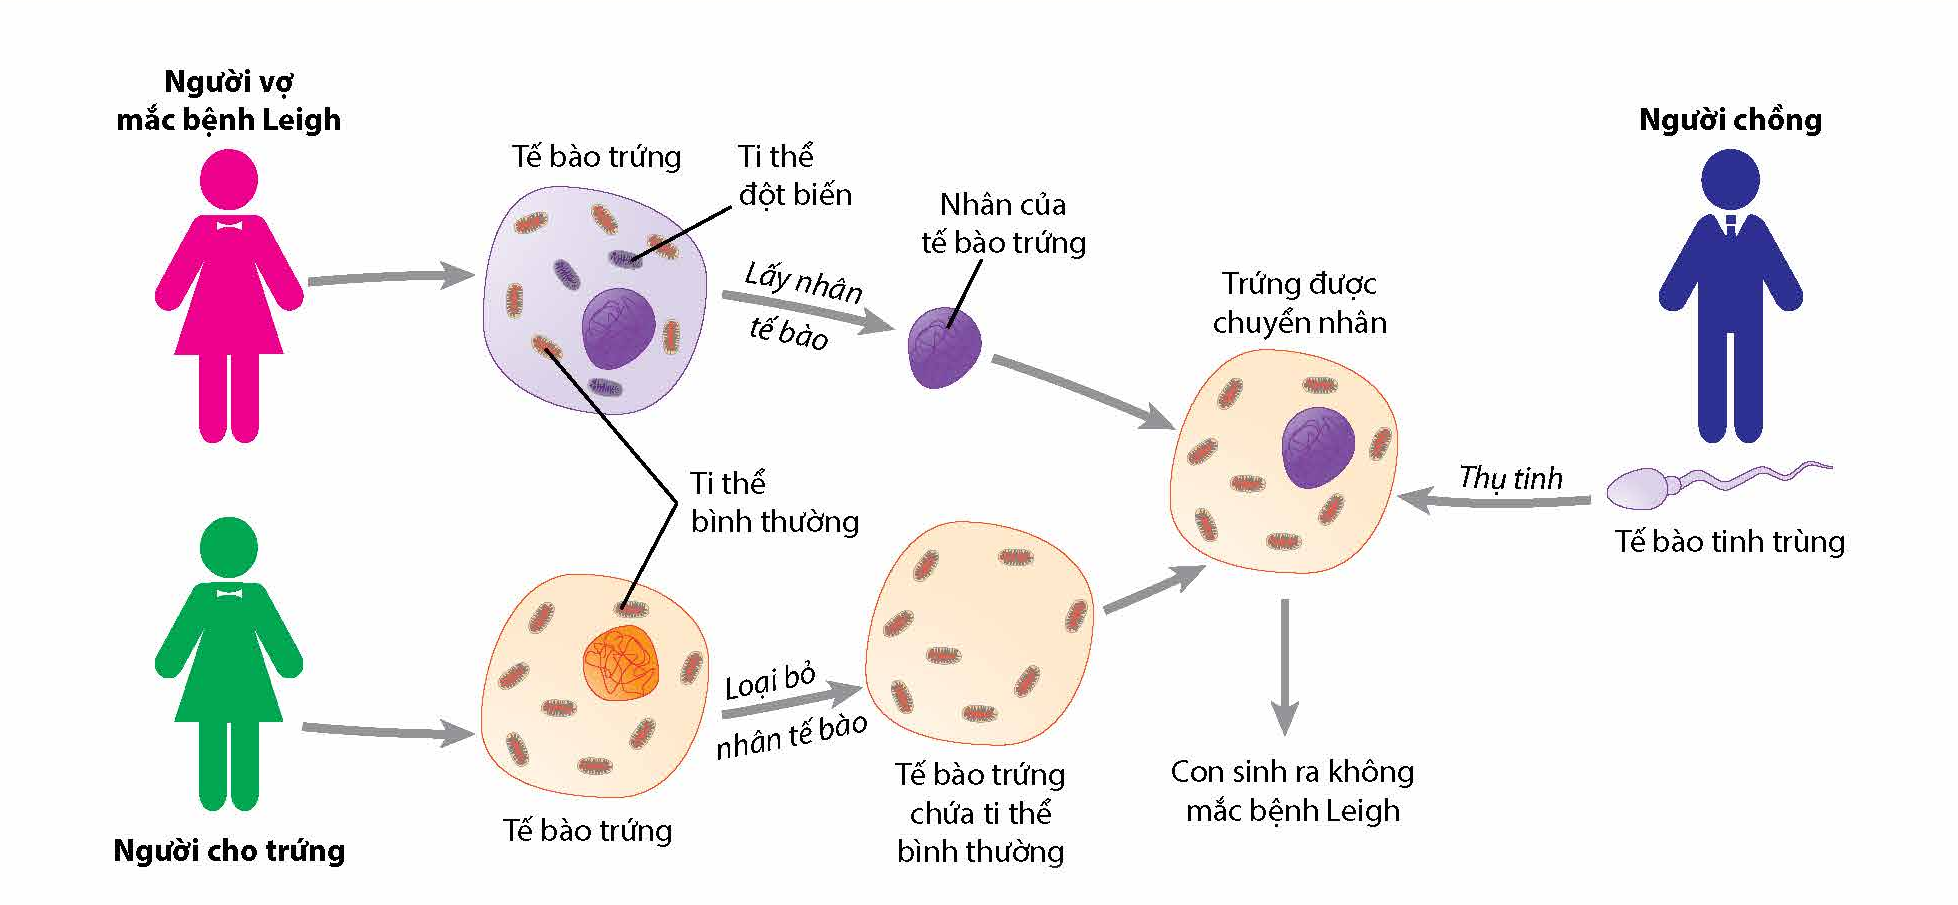 Người vợ
mắc bệnh Leigh
Tế bào trứng
Ti thể
đột biến
Lấy nhân
tế bào
Nhân của
tế bào trứng
Trứng được
chuyển nhân
Người chồng
Thụ tinh
Tế bào tinh trùng
Ti thể
bình thường
Người cho trứng
Tế bào trứng
Loại bỏ
nhân tế bào
Tế bào trứng
chứa ti thể
bình thường
Con sinh ra không
mắc bệnh Leigh